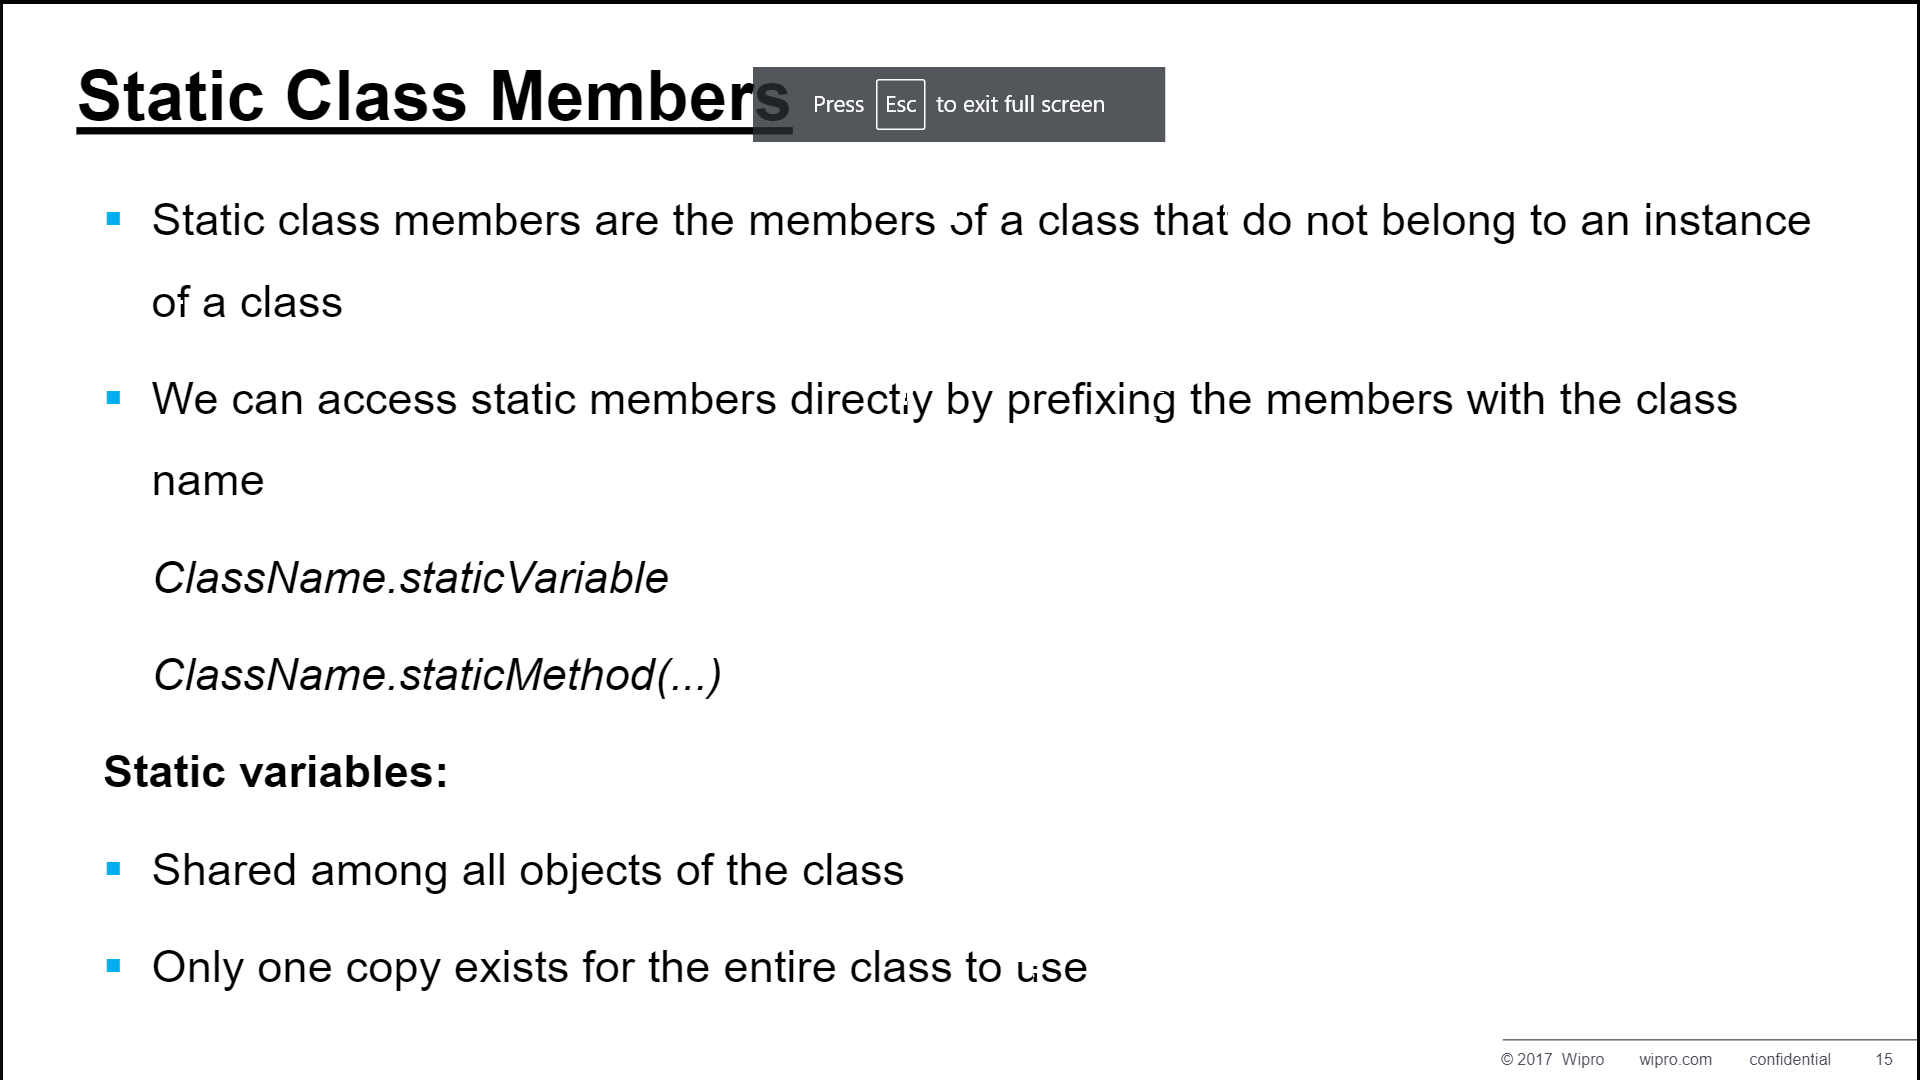 Static Class Members
Press Esc to exit full screen
Static class members are the members of a class that do not belong to an instance
of a class
We can access static members directly by prefixing the members with the class
name
ClassName.staticVariable
ClassName.staticMethod(...)
Static variables:
Shared among all objects of the class
Only one copy exists for the entire class to use
© 2017 Wipro wipro.com confidential 15